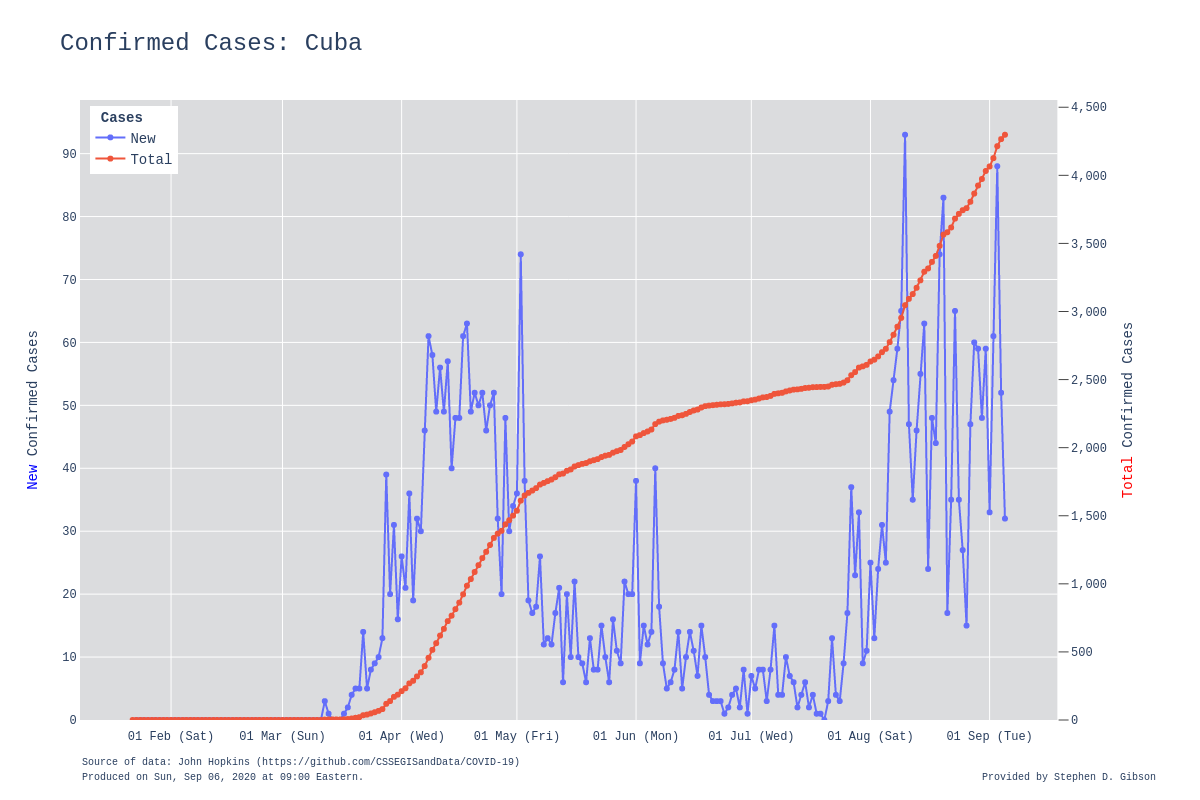 Confirmed Cases: Cuba
Cases
New
Total
90
80
70
60
50
40
30
20
10
0
4,500
4,000
3,500
3,000
2,500
2,000
1,500
1,000
500
0
New Confirmed Cases
Total Confirmed Cases
01 Feb (Sat) 01 Mar (Sun) 01 Apr (Wed) 01 May (Fri) 01 Jun (Mon) 01 Jul (Wed) 01 Aug (Sat) 01 Sep (Tue)
Source of data: John Hopkins (https://github.com/CSSEGISandData/COVID-19)
Produced on Sun, Sep 06, 2020 at 09:00 Eastern.
Provided by Stephen D. Gibson